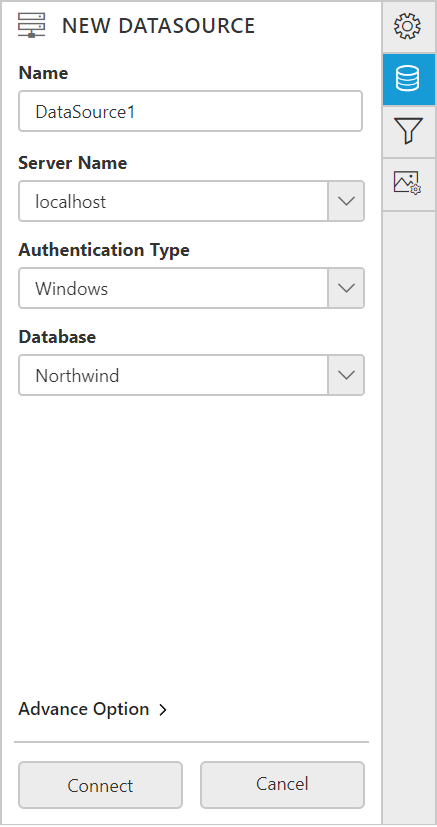 NEW DATASOURCE
Name
DataSource1
Server Name
localhost
Authentication Type
Windows
Database
Northwind
Advance Option
Connect
Cancel